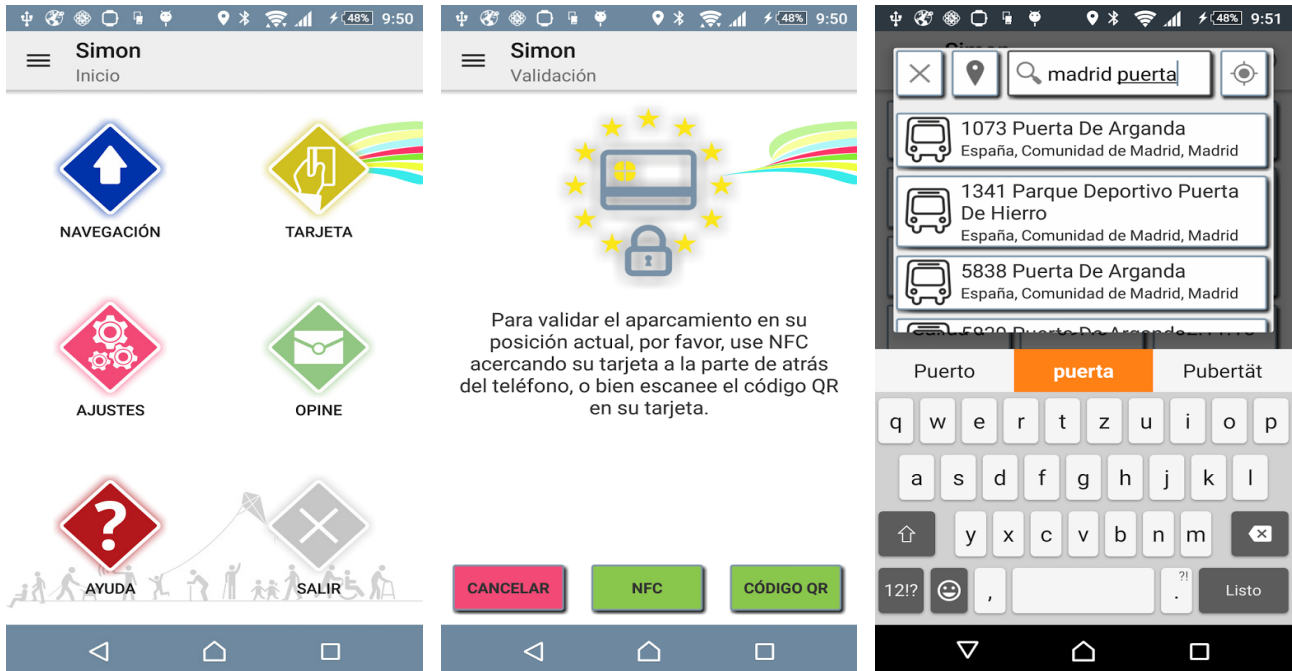 48% 9:50
Simon
Inicio
NAVEGACIÓN
TARJETA
AJUSTES
OPINE
AYUDA
SALIR
48% 9:50
Simon
Validación
Para validar el aparcamiento en su
posición actual, por favor, use NFC
acercando su tarjeta a la parte de atrás
del teléfono, o bien escanee el código QR
en su tarjeta.
CANCELAR
NFC
CÓDIGO QR
48% 9:51
madrid puerta
1073 Puerta De Arganda
España, Comunidad de Madrid, Madrid
1341 Parque Deportivo Puerta
De Hierro
España, Comunidad de Madrid, Madrid
5838 Puerta De Arganda
España, Comunidad de Madrid, Madrid
Puerto puerta Pubertät
q w e r t z u i o p
a s d f g h j k l
y x c v b n m
12!? , ?! . Listo